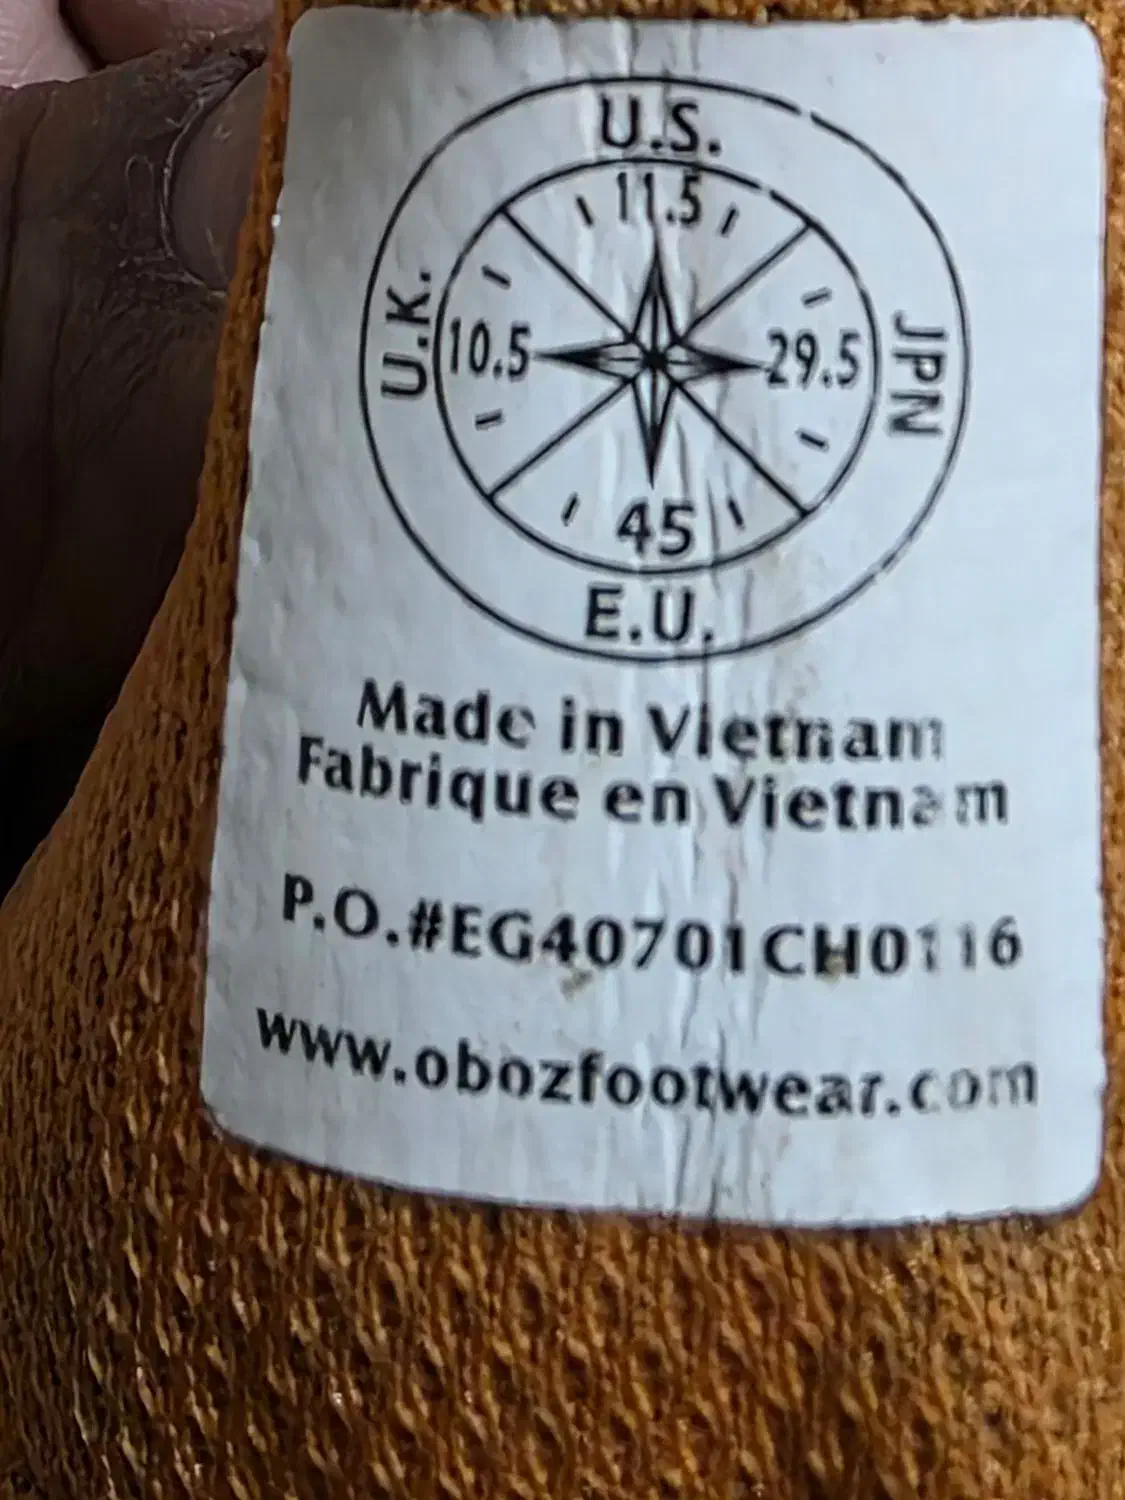 U.S.
11.5
U.K.
10.5
29.5
JPN
45
E.U.
Made in Vietnam
Fabrique en Vietnam
P.O.#EG40701CH0116
www.obozfootwear.com